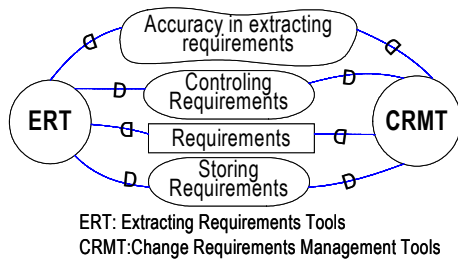 Accuracy in extracting
requirements
D
D
Controling
Requirements
D
D
ERT
CRMT
Requirements
D
D
Storing
Requirements
D
D
ERT: Extracting Requirements Tools
CRMT:Change Requirements Management Tools